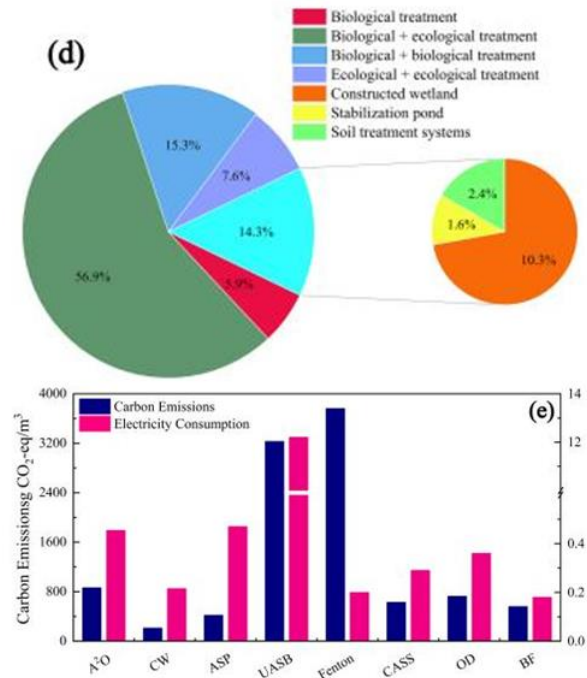 (d)
Biological treatment
Biological + ecological treatment
Biological + biological treatment
Ecological + ecological treatment
Constructed wetland
Stabilization pond
Soil treatment systems
15.3%
7.6%
14.3%
5.9%
56.9%
2.4%
1.6%
10.3%
(e)
Carbon Emissions
Electricity Consumption
Carbon Emissionsg CO₂-eq/m³
4000
3200
2400
1600
800
0
14
12
0.4
0.2
0.0
A²O
CW
ASP
UASB
Fenton
CASS
OD
BF